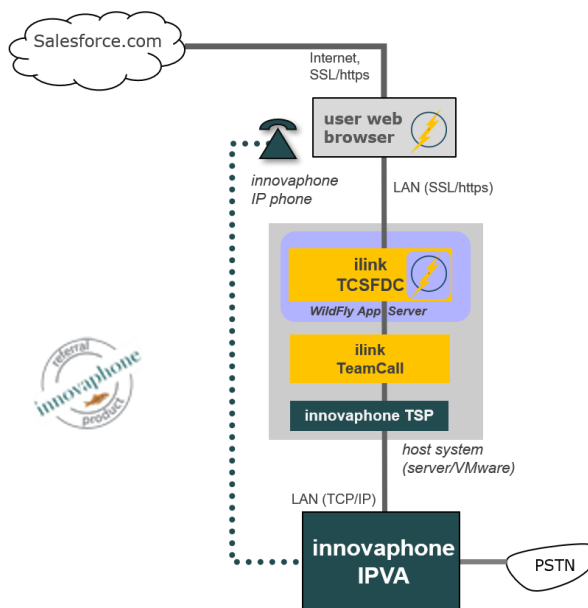 Salesforce.com
Internet,
SSL/https
user web
browser
innovaphone
IP phone
LAN (SSL/https)
ilink
TCSFDC
WildFly App Server
ilink
TeamCall
referral
innovaphone
product
innovaphone TSP
host system
(server/VMware)
LAN (TCP/IP)
innovaphone
IPVA
PSTN